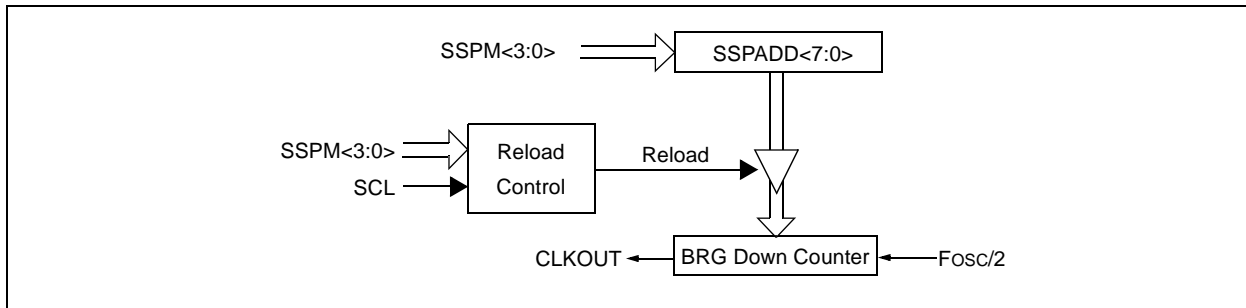 SSPM<3:0>
SSPADD<7:0>
SSPM<3:0>
SCL
Reload
Control
Reload
CLKOUT
BRG Down Counter
FOSC/2